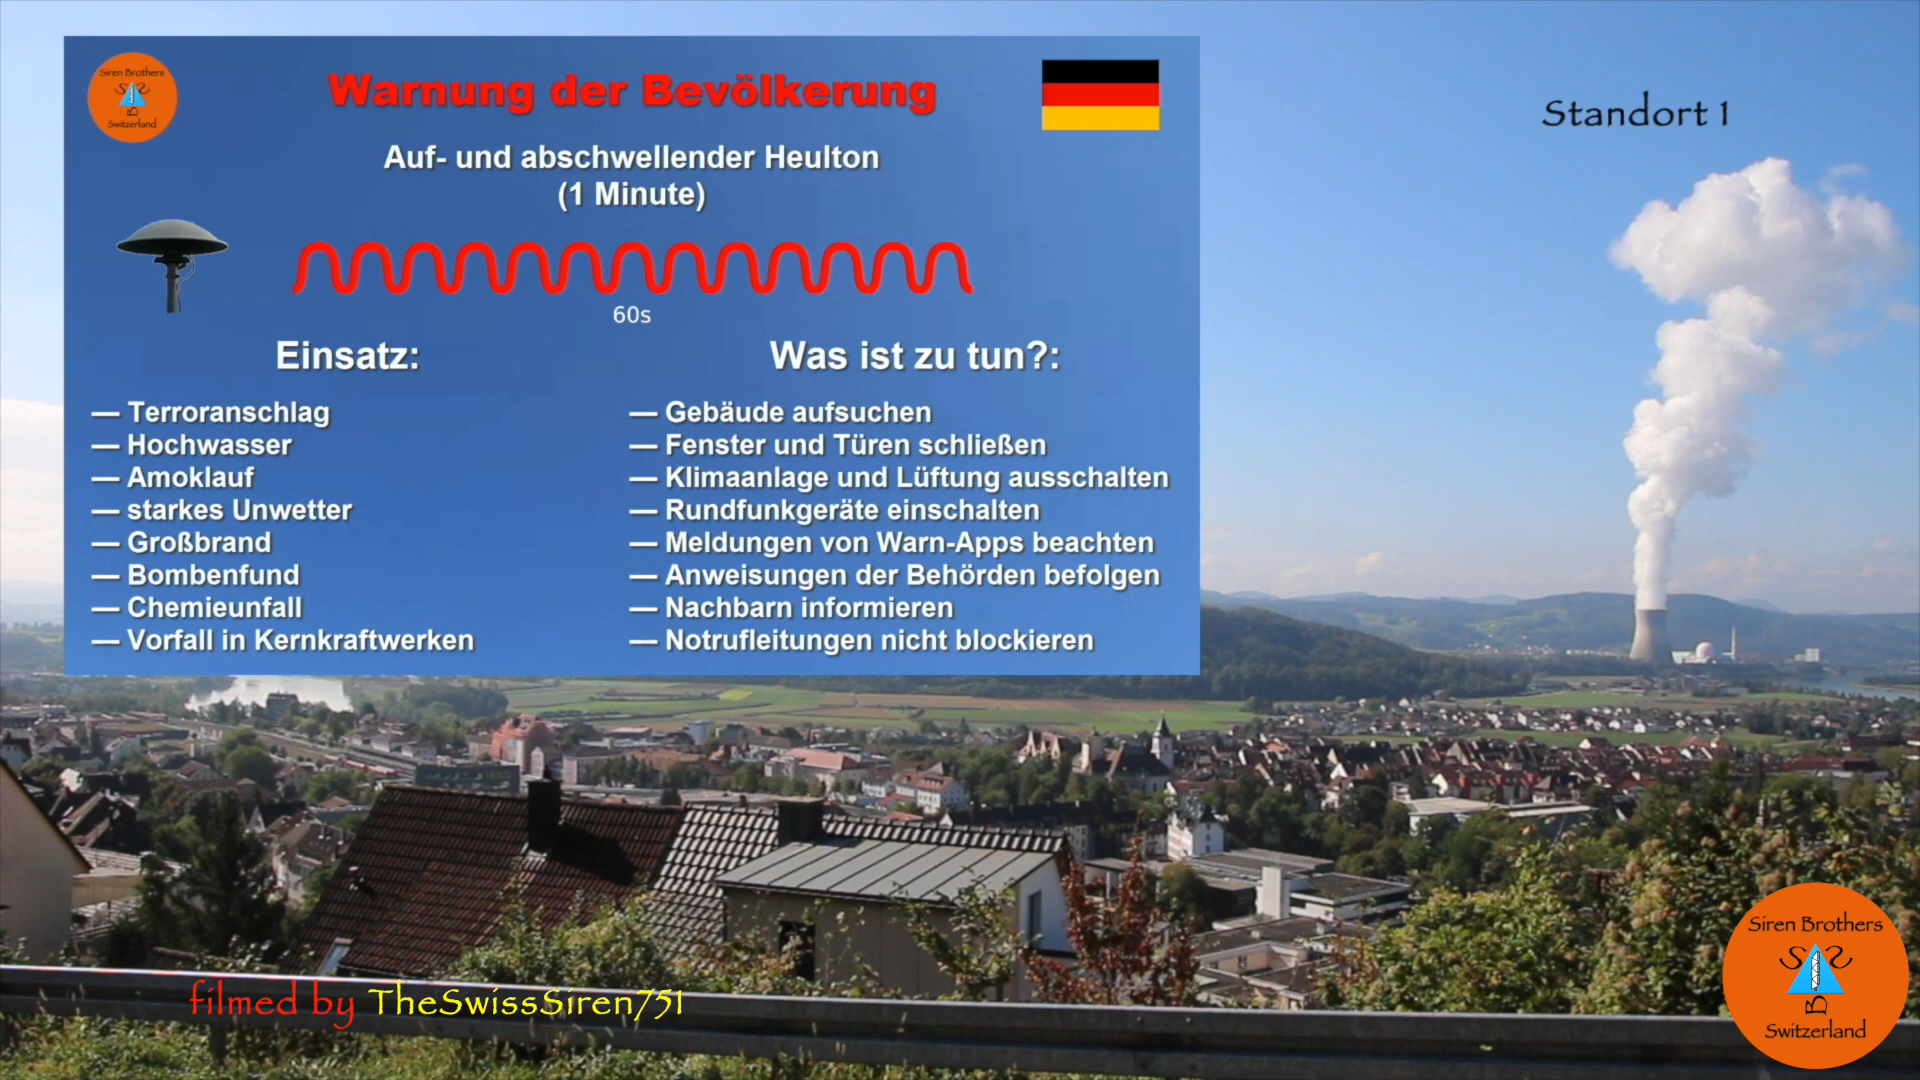 Siren Brothers
SBS
Switzerland
Warnung der Bevölkerung
Auf- und abschwellender Heulton
(1 Minute)
60s
Einsatz:
— Terroranschlag
— Hochwasser
— Amoklauf
— starkes Unwetter
— Großbrand
— Bombenfund
— Chemieunfall
— Vorfall in Kernkraftwerken
Was ist zu tun?:
— Gebäude aufsuchen
— Fenster und Türen schließen
— Klimaanlage und Lüftung ausschalten
— Rundfunkgeräte einschalten
— Meldungen von Warn-Apps beachten
— Anweisungen der Behörden befolgen
— Nachbarn informieren
— Notrufleitungen nicht blockieren
Standort 1
filmed by TheSwissSiren751
Siren Brothers
SBS
Switzerland